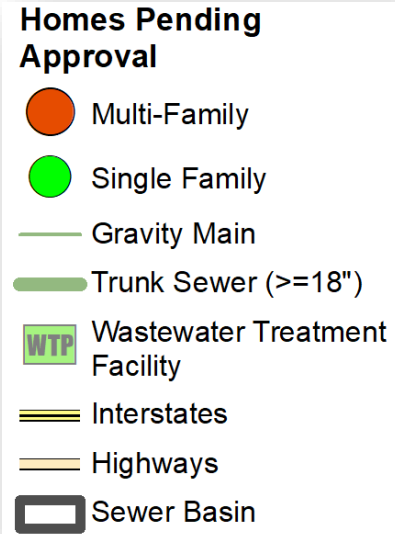 Homes Pending
Approval
Multi-Family
Single Family
Gravity Main
Trunk Sewer (>=18")
WTP
Wastewater Treatment
Facility
Interstates
Highways
Sewer Basin